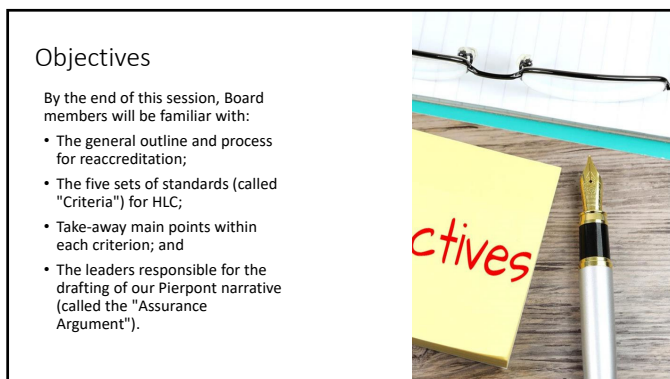 Objectives
By the end of this session, Board
members will be familiar with:
• The general outline and process
for reaccreditation;
• The five sets of standards (called
"Criteria") for HLC;
• Take-away main points within
each criterion; and
• The leaders responsible for the
drafting of our Pierpont narrative
(called the "Assurance
Argument").
ctives